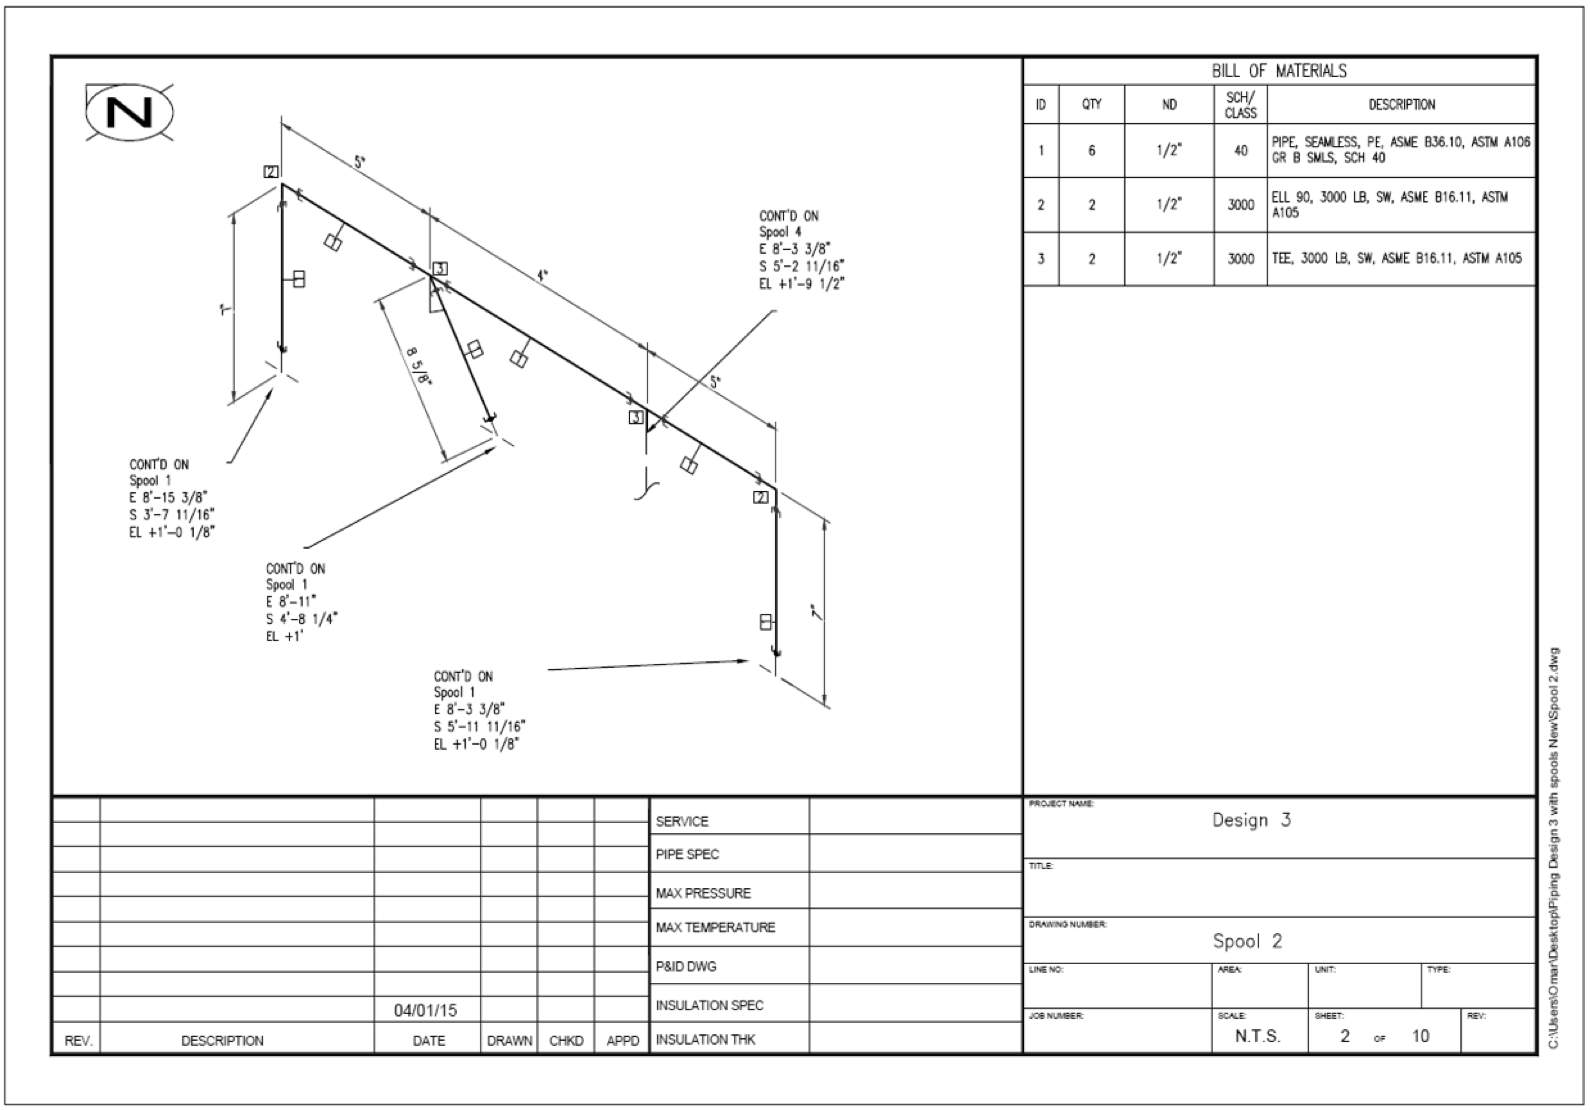 N
5"
4"
5"
7"
8 5/8"
7"
2
3
3
2
1
1
1
1
1
1
CONT'D ON
Spool 4
E 8'-3 3/8"
S 5'-2 11/16"
EL +1'-9 1/2"
CONT'D ON
Spool 1
E 8'-15 3/8"
S 3'-7 11/16"
EL +1'-0 1/8"
CONT'D ON
Spool 1
E 8'-11"
S 4'-8 1/4"
EL +1'
CONT'D ON
Spool 1
E 8'-3 3/8"
S 5'-11 11/16"
EL +1'-0 1/8"
BILL OF MATERIALS
ID QTY ND SCH/ CLASS DESCRIPTION
1 6 1/2" 40 PIPE, SEAMLESS, PE, ASME B36.10, ASTM A106
GR B SMLS, SCH 40
2 2 1/2" 3000 ELL 90, 3000 LB, SW, ASME B16.11, ASTM
A105
3 2 1/2" 3000 TEE, 3000 LB, SW, ASME B16.11, ASTM A105
04/01/15
REV. DESCRIPTION DATE DRAWN CHKD APPD
SERVICE
PIPE SPEC
MAX PRESSURE
MAX TEMPERATURE
P&ID DWG
INSULATION SPEC
INSULATION THK
PROJECT NAME:
Design 3
TITLE:
DRAWING NUMBER:
Spool 2
LINE NO: AREA: UNIT: TYPE:
JOB NUMBER: SCALE: SHEET: REV:
N.T.S. 2 OF 10
C:\Users\Omar\Desktop\Piping Design 3 with spools New\Spool 2.dwg